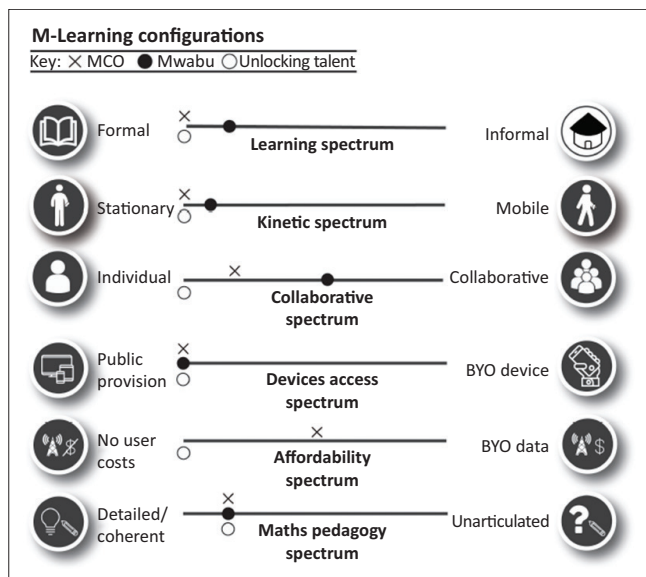 M-Learning configurations
Key: × MCO ● Mwabu ○ Unlocking talent
Formal
Learning spectrum
Informal
Stationary
Kinetic spectrum
Mobile
Individual
Collaborative
spectrum
Collaborative
Public
provision
Devices access
spectrum
BYO device
No user
costs
$
Affordability
spectrum
BYO data
$
Detailed/
coherent
Maths pedagogy
spectrum
Unarticulated
?